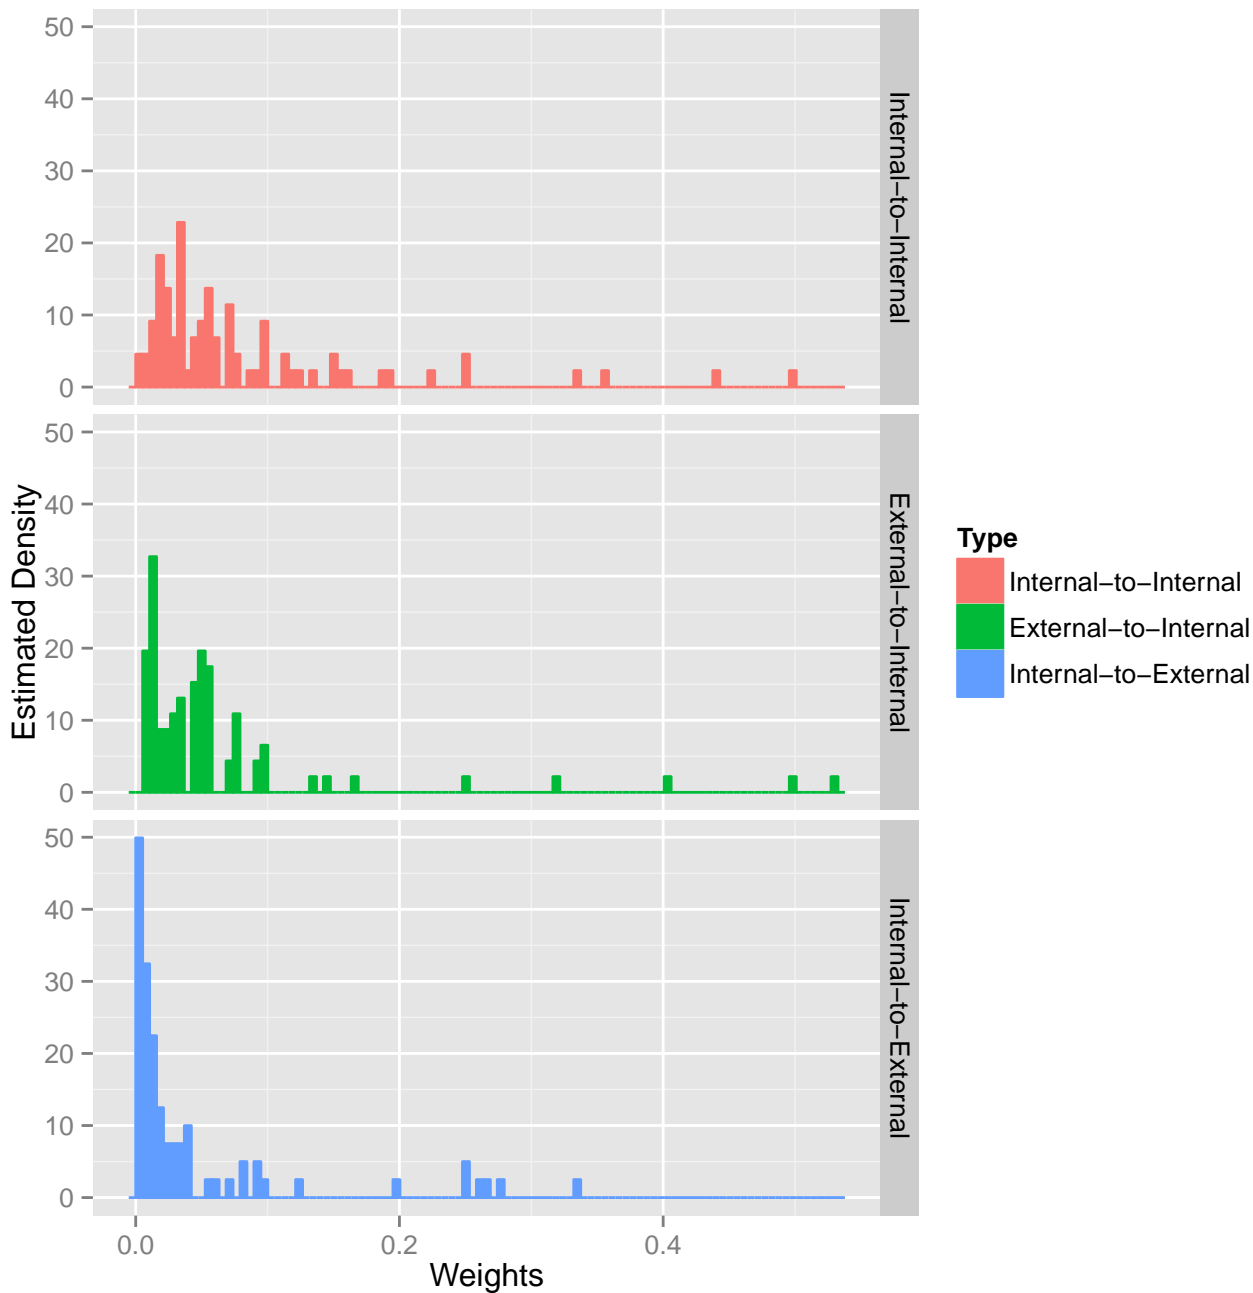 50
40
30
20
10
0
Internal−to−Internal
50
40
30
20
10
0
External−to−Internal
50
40
30
20
10
0
Internal−to−External
0.0 0.2 0.4
Weights
Estimated Density
Type
Internal−to−Internal
External−to−Internal
Internal−to−External